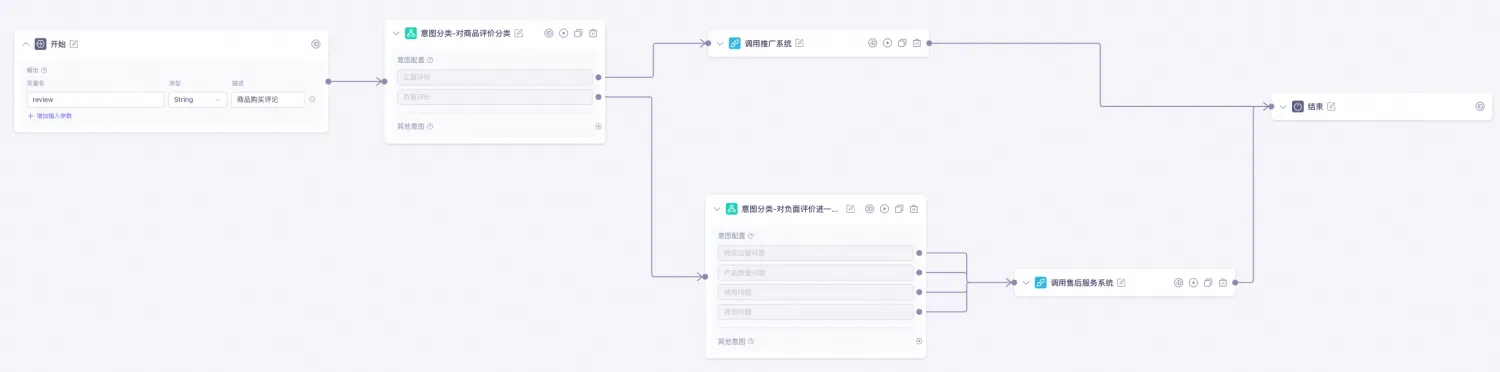 开始
输出
变量名 类型 描述
review String 商品购买评论
+ 增加输入参数
意图分类-对商品评价分类
意图配置
正面评价
负面评价
其他意图
调用推广系统
结束
意图分类-对负面评价进一...
意图配置
物流运输问题
产品质量问题
使用问题
其他问题
其他意图
调用售后服务系统